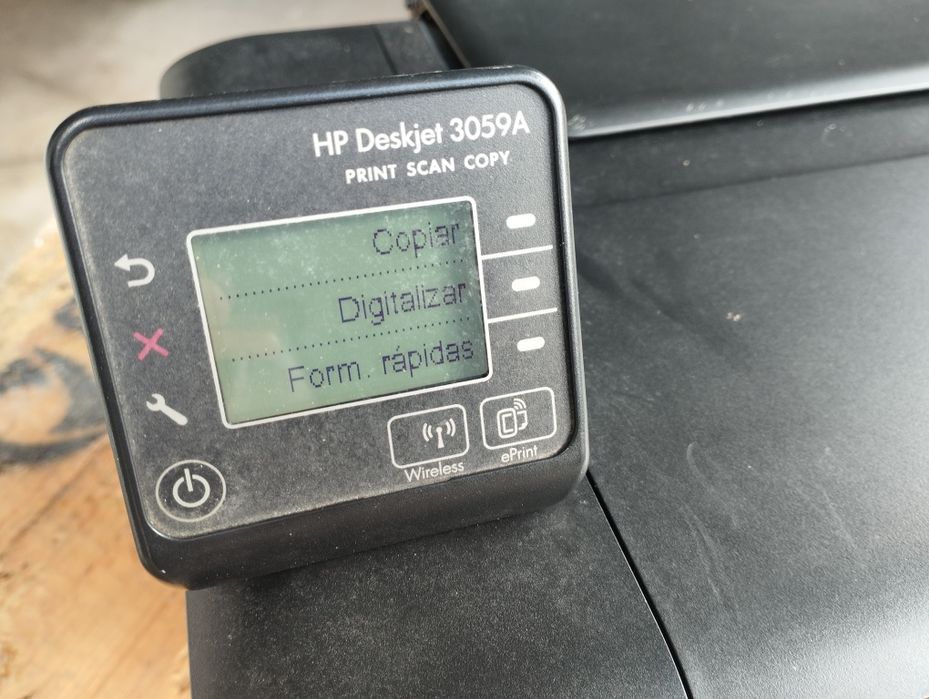 HP Deskjet 3059A
PRINT SCAN COPY
Copiar
Digitalizar
Form. rápidas
Wireless
ePrint